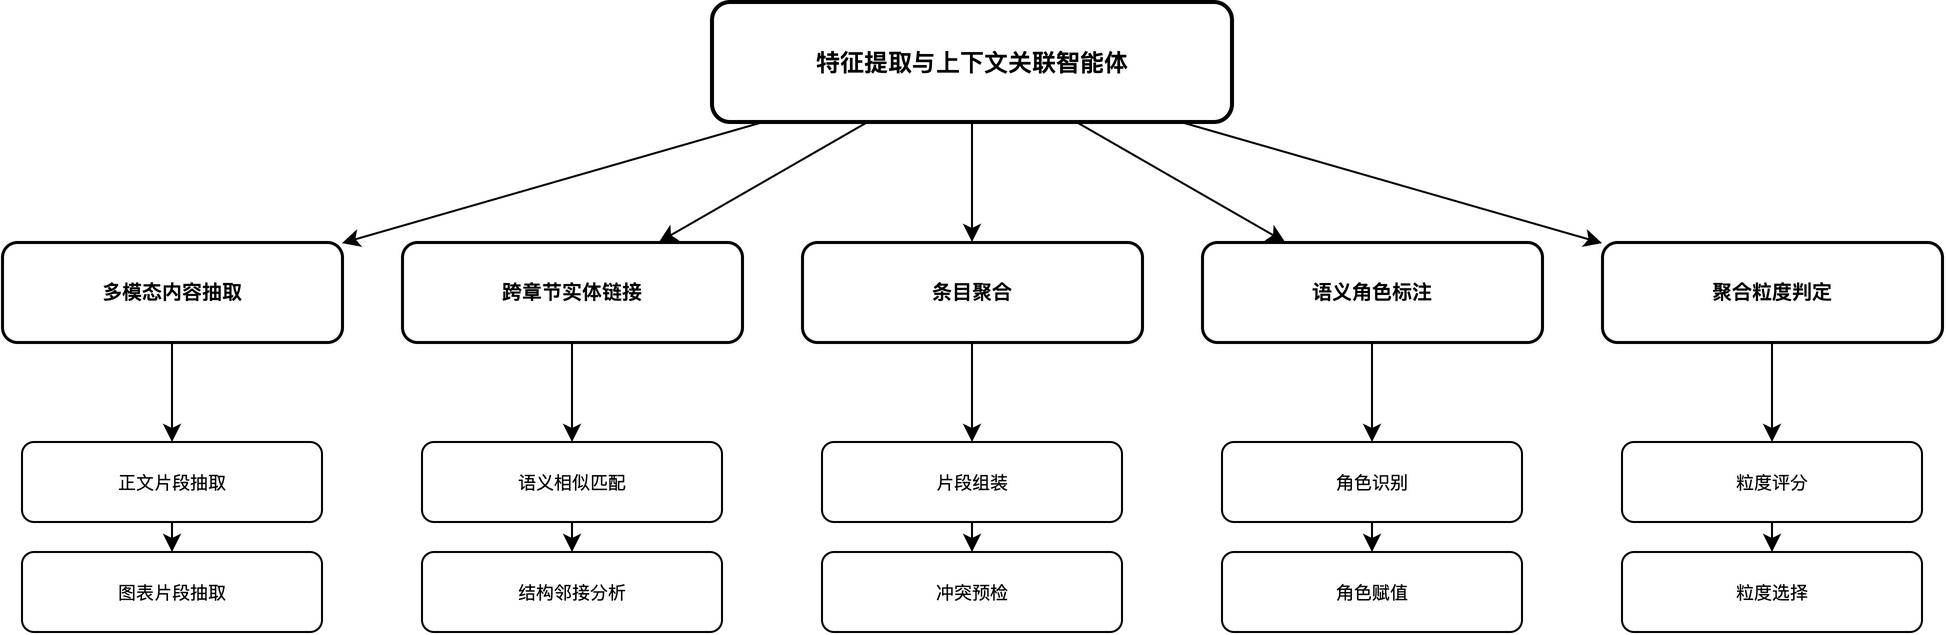 特征提取与上下文关联智能体
多模态内容抽取
跨章节实体链接
条目聚合
语义角色标注
聚合粒度判定
正文片段抽取
语义相似匹配
片段组装
角色识别
粒度评分
图表片段抽取
结构邻接分析
冲突预检
角色赋值
粒度选择